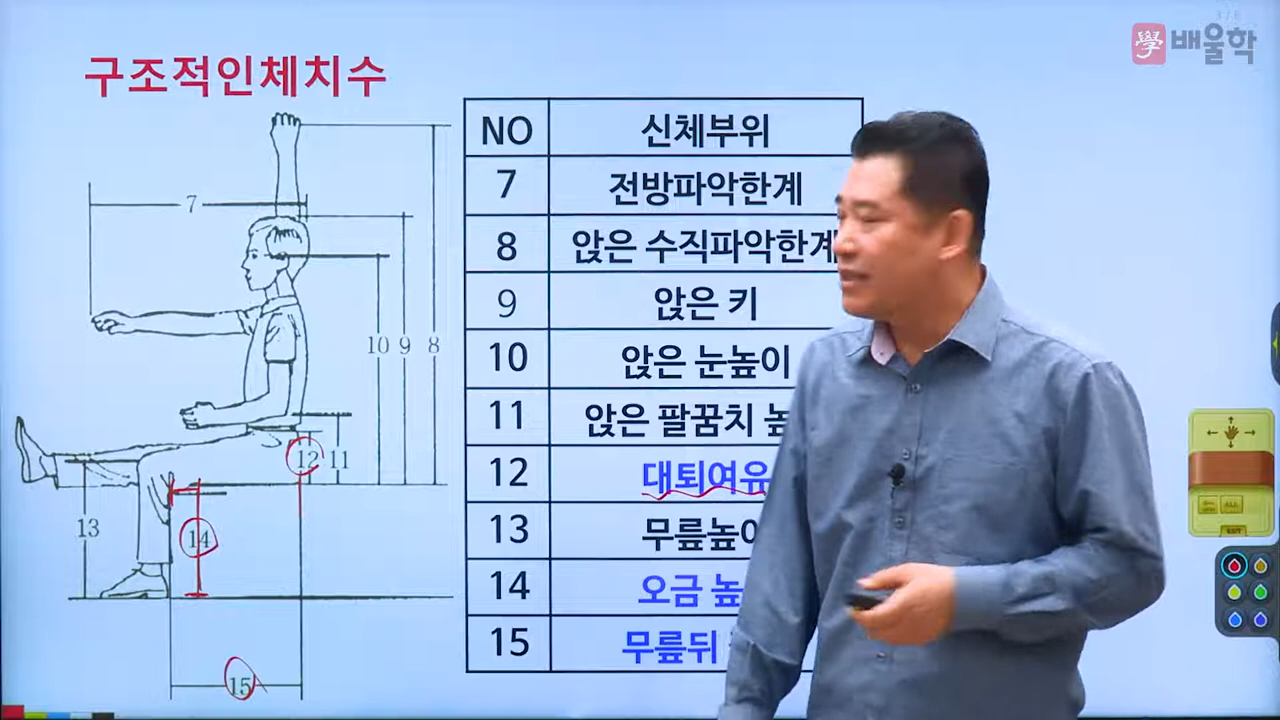 學 배울학
구조적인체치수
NO 신체부위
7 전방파악한계
8 앉은 수직파악한계
9 앉은 키
10 앉은 눈높이
11 앉은 팔꿈치
12 대퇴여유
13 무릎높이
14 오금
15 무릎뒤
7
10 9 8
12 11
13
14
15
ALL
EXIT